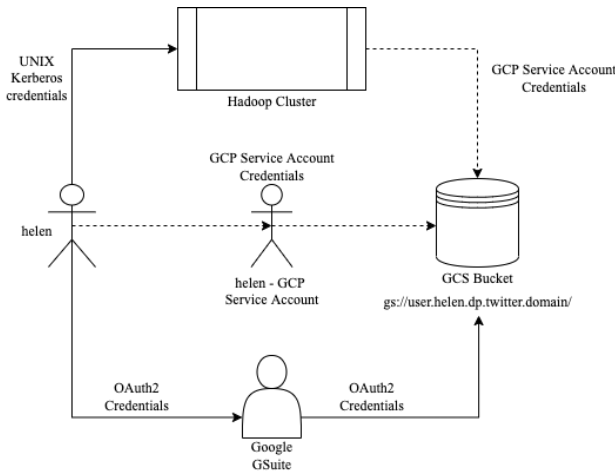 UNIX
Kerberos
credentials
Hadoop Cluster
GCP Service Account
Credentials
GCP Service Account
Credentials
helen
helen - GCP
Service Account
GCS Bucket
gs://user.helen.dp.twitter.domain/
OAuth2
Credentials
OAuth2
Credentials
Google
GSuite